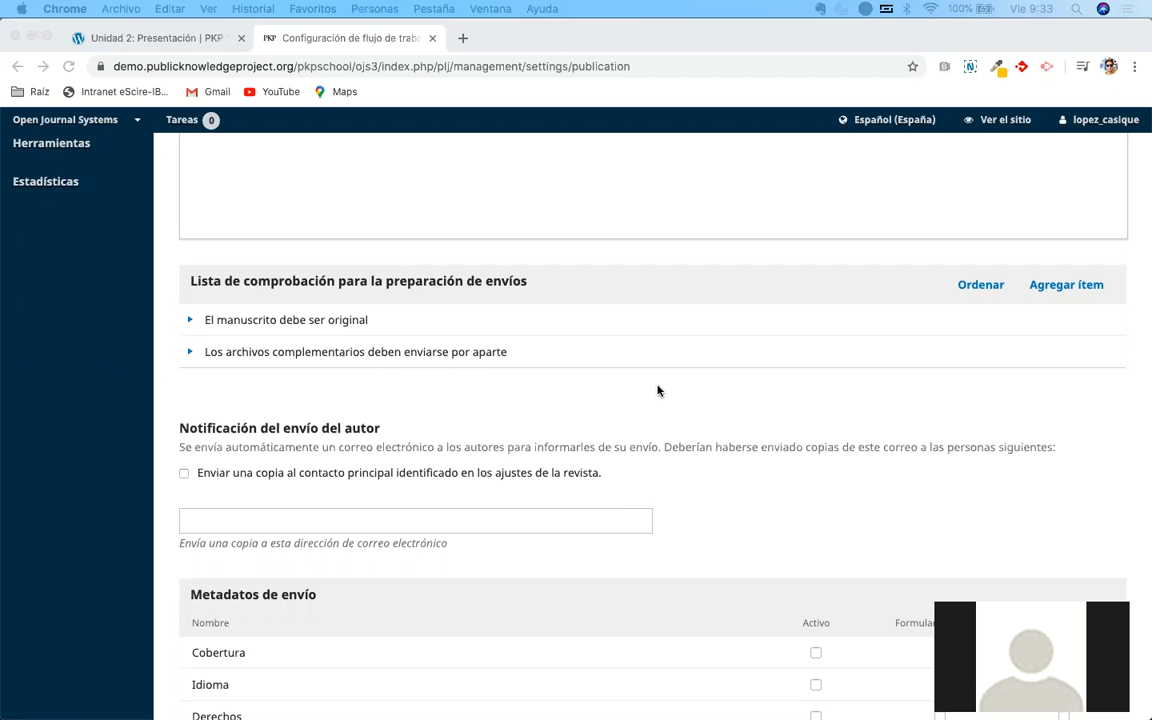 Chrome Archivo Editar Ver Historial Favoritos Personas Pestaña Ventana Ayuda 100% Vie 9:33
Unidad 2: Presentación | PKP
PKP Configuración de flujo de traba
demo.publicknowledgeproject.org/pkpschool/ojs3/index.php/plj/management/settings/publication
Raíz Intranet eScire-IB... Gmail YouTube Maps
Open Journal Systems Tareas 0 Español (España) Ver el sitio lopez_casique
Herramientas
Estadísticas
Lista de comprobación para la preparación de envíos
Ordenar Agregar ítem
El manuscrito debe ser original
Los archivos complementarios deben enviarse por aparte
Notificación del envío del autor
Se envía automáticamente un correo electrónico a los autores para informarles de su envío. Deberían haberse enviado copias de este correo a las personas siguientes:
Enviar una copia al contacto principal identificado en los ajustes de la revista.
Envía una copia a esta dirección de correo electrónico
Metadatos de envío
Nombre Activo Formular
Cobertura
Idioma
Derechos